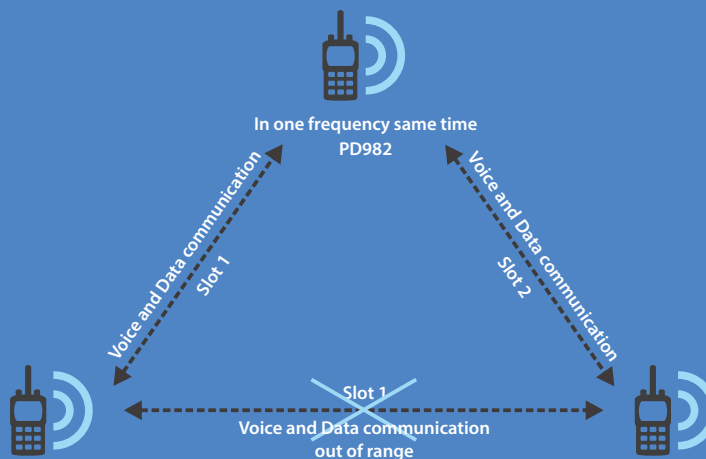 In one frequency same time
PD982
Voice and Data communication
Slot 1
Voice and Data communication
Slot 2
Slot 1
Voice and Data communication
out of range